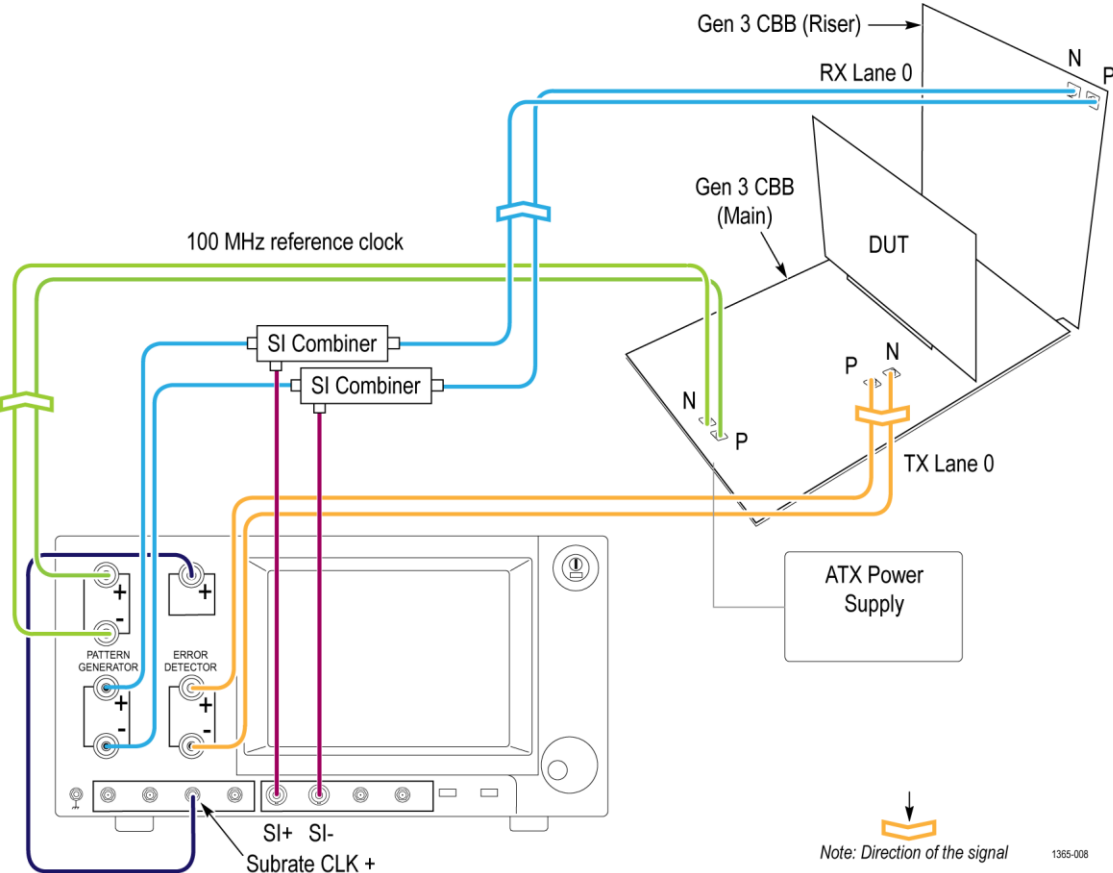 Gen 3 CBB (Riser)
N
P
RX Lane 0
Gen 3 CBB
(Main)
DUT
100 MHz reference clock
SI Combiner
SI Combiner
P
N
N
P
TX Lane 0
ATX Power
Supply
+
-
+
PATTERN
GENERATOR
ERROR
DETECTOR
+
-
+
-
SI+ SI-
Subrate CLK +
Note: Direction of the signal
1365-008